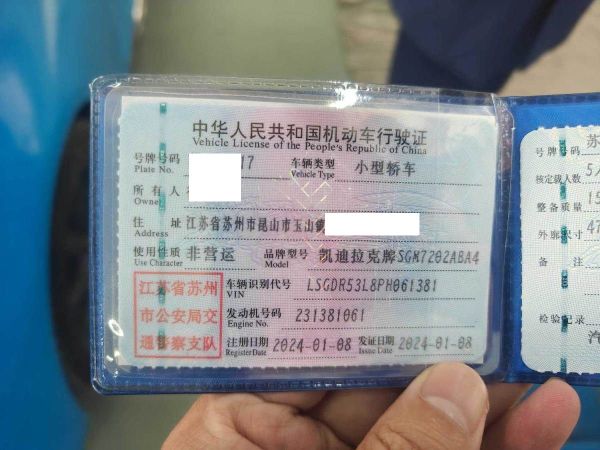 中华人民共和国机动车行驶证
Vehicle License of the People's Republic of China
号牌号码 17 车辆类型 小型轿车
Plate No. Vehicle Type
所有人
Owner
住址 江苏省苏州市昆山市玉山镇
Address
使用性质 非营运 品牌型号 凯迪拉克牌SGM7202ABA4
Use Character Model
江苏省苏州
市公安局交
通警察支队
车辆识别代号 LSGDR53L8PH061381
VIN
发动机号码 231381061
Engine No.
注册日期 2024-01-08 发证日期 2024-01-08
Register Date Issue Date
号牌号码 苏
核定载人数 5人
整备质量 15
外廓尺寸 47
备注
检验记录